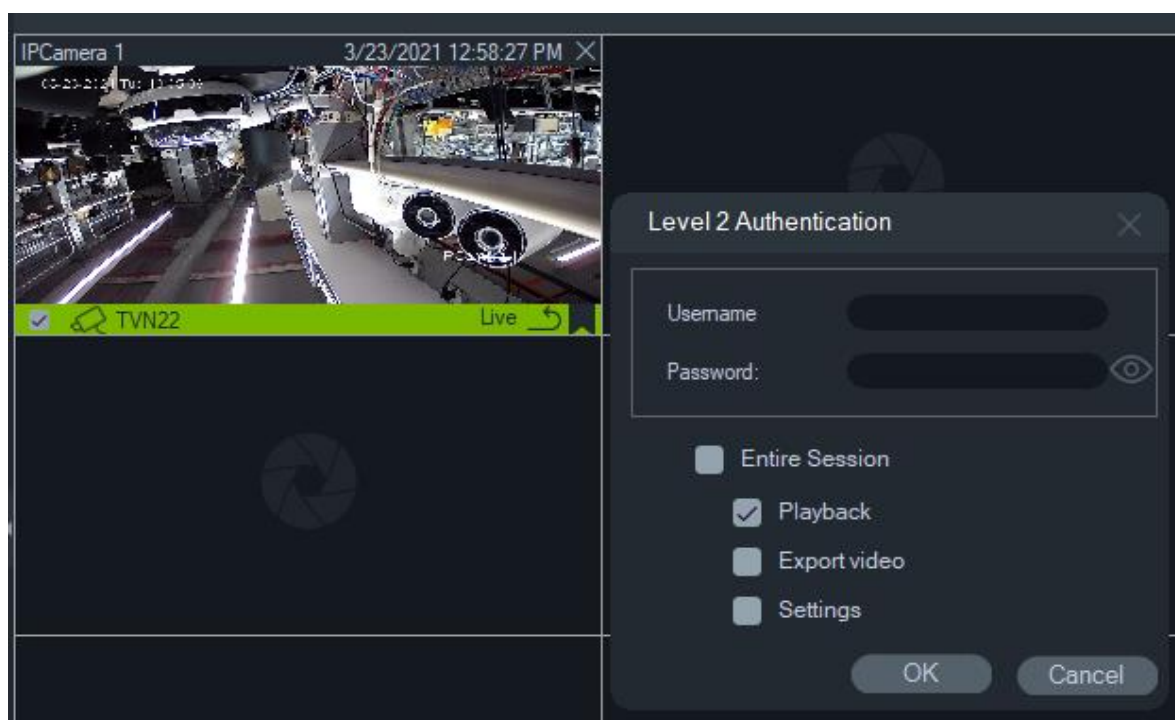 IPCamera 1 3/23/2021 12:58:27 PM
TVN22 Live
Level 2 Authentication
Username
Password:
Entire Session
Playback
Export video
Settings
OK Cancel